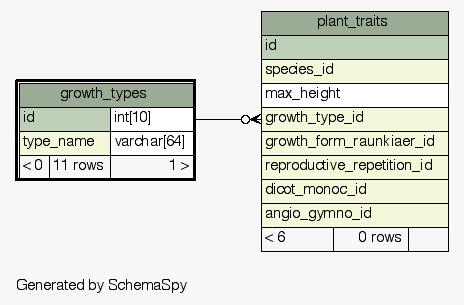 plant_traits
id
species_id
max_height
growth_type_id
growth_form_raunkiaer_id
reproductive_repetition_id
dicot_monoc_id
angio_gymno_id
< 6 0 rows
growth_types
id int[10]
type_name varchar[64]
< 0 11 rows 1 >
Generated by SchemaSpy